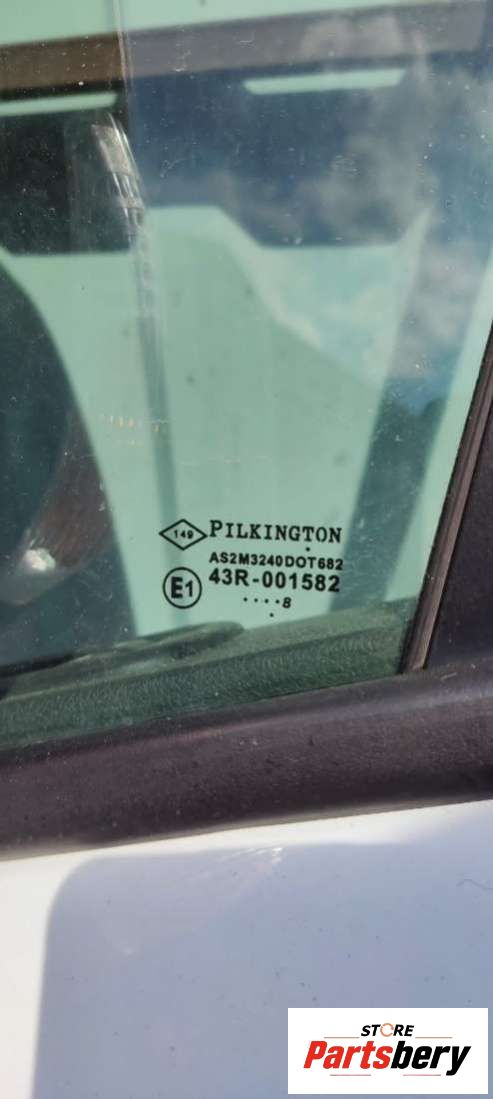 149 PILKINGTON
AS2M3240DOT682
E1 43R-001582
....8
STORE
Partsbery